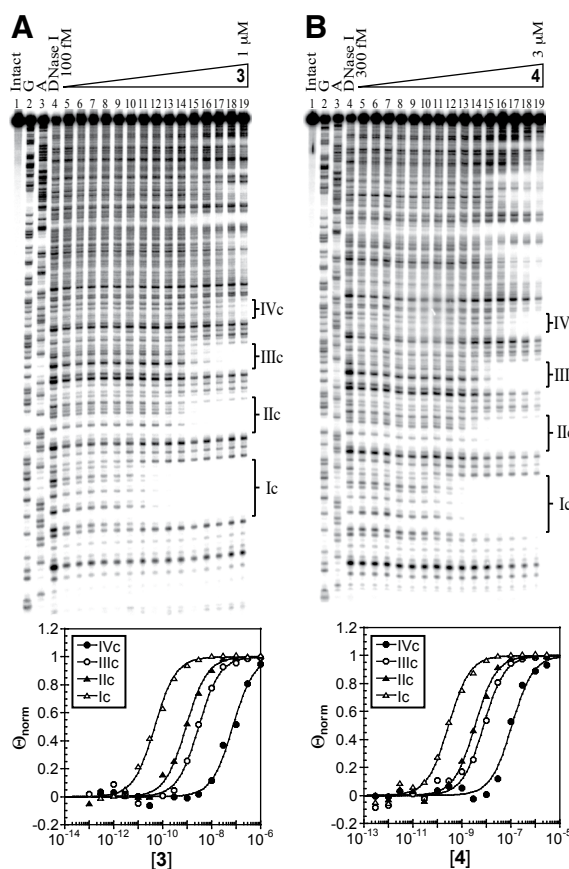 A
Intact
G
A
DNase I
100 fM
1 µM
3
1 2 3 4 5 6 7 8 9 10 11 12 13 14 15 16 17 18 19
IVc
IIIc
IIc
Ic
B
Intact
G
A
DNase I
300 fM
3 µM
4
1 2 3 4 5 6 7 8 9 10 11 12 13 14 15 16 17 18 19
IV
III
IIc
Ic
1.2
1
0.8
0.6
0.4
0.2
0
-0.2
Θnorm
IVc
IIIc
IIc
Ic
10-14 10-12 10-10 10-8 10-6
[3]
1.2
1
0.8
0.6
0.4
0.2
0
-0.2
Θnorm
IVc
IIIc
IIc
Ic
10-13 10-11 10-9 10-7 10-5
[4]